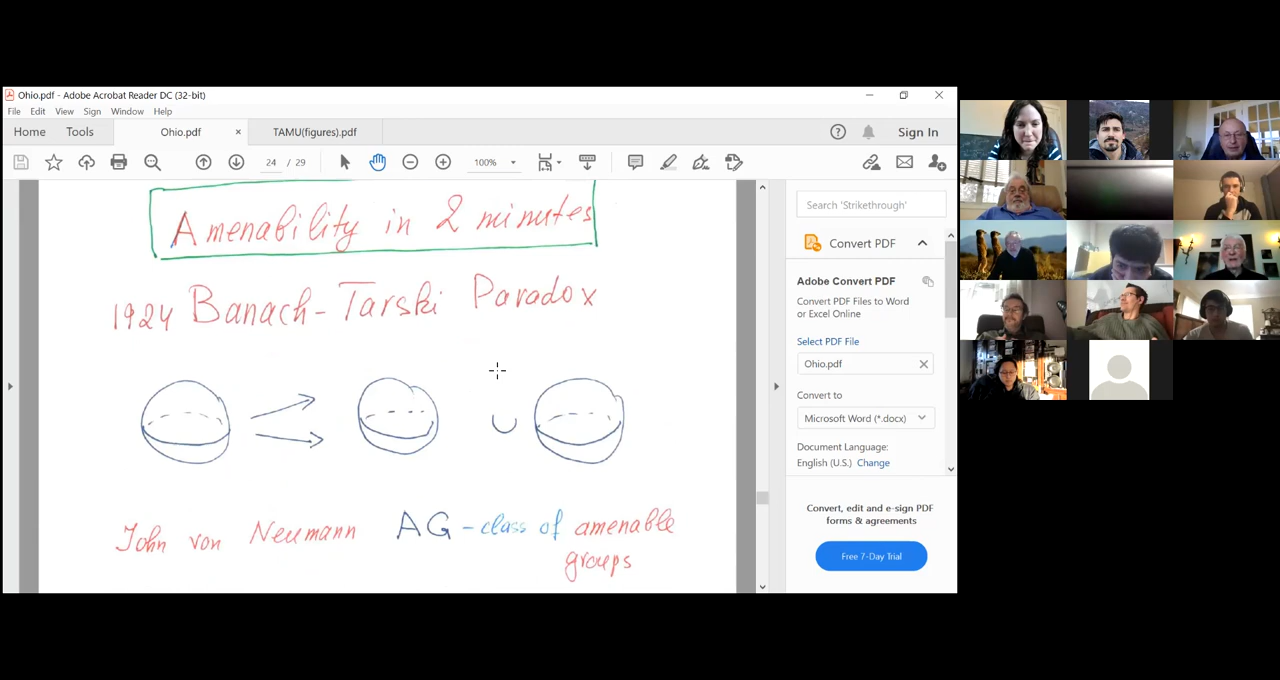 Ohio.pdf - Adobe Acrobat Reader DC (32-bit)
File Edit View Sign Window Help
Home Tools Ohio.pdf × TAMU(figures).pdf Sign In
24 / 29 100%
Amenability in 2 minutes
1924 Banach-Tarski Paradox
∪
John von Neumann AG - class of amenable
groups
Search 'Strikethrough'
Convert PDF
Adobe Convert PDF
Convert PDF Files to Word
or Excel Online
Select PDF File
Ohio.pdf
Convert to
Microsoft Word (*.docx)
Document Language:
English (U.S.) Change
Convert, edit and e-sign PDF
forms & agreements
Free 7-Day Trial